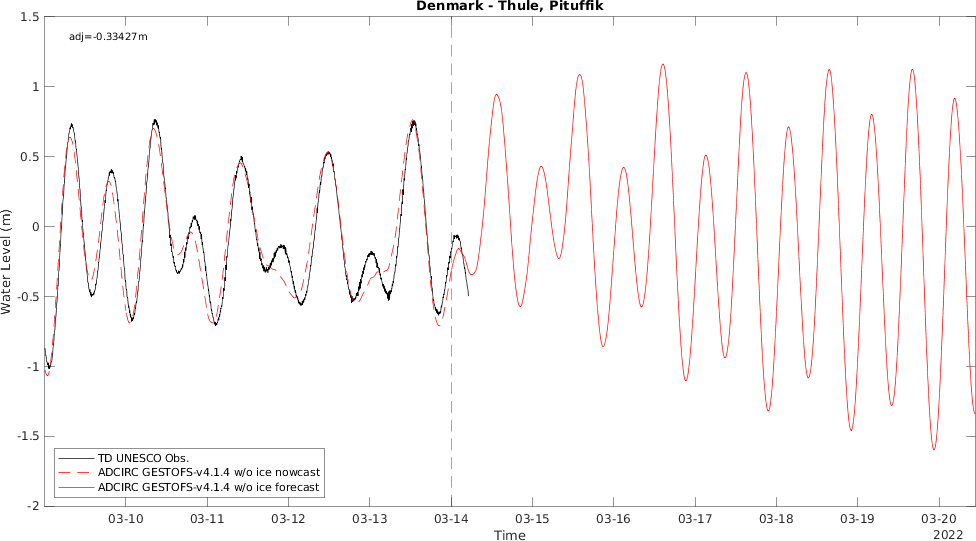 Denmark - Thule, Pituffik
adj=-0.33427m
1.5
1
0.5
0
-0.5
-1
-1.5
-2
Water Level (m)
TD UNESCO Obs.
ADCIRC GESTOFS-v4.1.4 w/o ice nowcast
ADCIRC GESTOFS-v4.1.4 w/o ice forecast
03-10 03-11 03-12 03-13 03-14 03-15 03-16 03-17 03-18 03-19 03-20
Time
2022